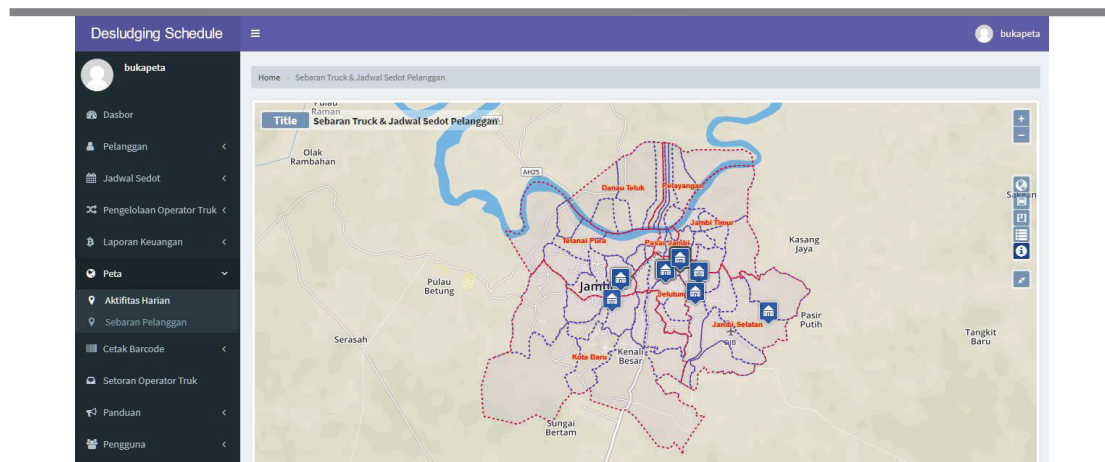 Desludging Schedule
bukapeta
bukapeta
Home
Sebaran Truck & Jadwal Sedot Pelanggan
Dasbor
Pelanggan
Jadwal Sedot
Pengelolaan Operator Truk
Laporan Keuangan
Peta
Aktifitas Harian
Sebaran Pelanggan
Cetak Barcode
Setoran Operator Truk
Panduan
Pengguna
Title
Sebaran Truck & Jadwal Sedot Pelanggan
Pulau
Raman
Olak
Rambahan
AH25
Danau Teluk
Pelayangan
Jambi Timur
Telanai Pura
Pasar Jambi
Kasang
Jaya
Pulau
Betung
Jambi Selatan
DJB
Pasir
Putih
Tangkit
Baru
Serasah
Kota Baru
Kenali
Besar
Sungai
Bertam